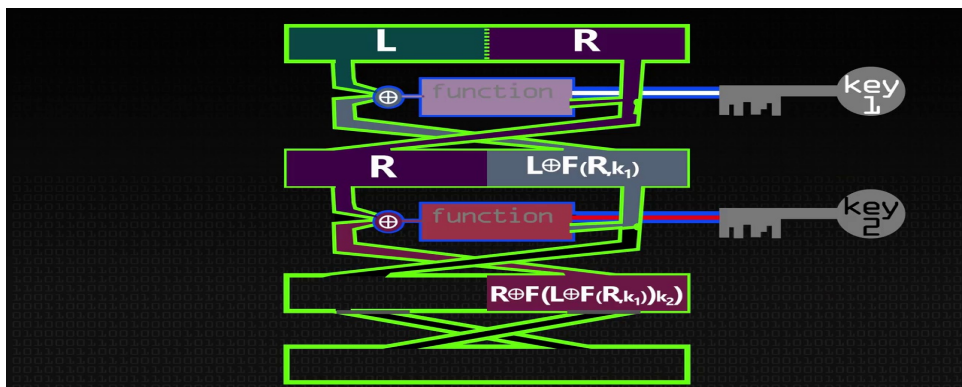 L R
function key 1
R L⊕F(R,k₁)
function key 2
R⊕F(L⊕F(R,k₁))k₂)